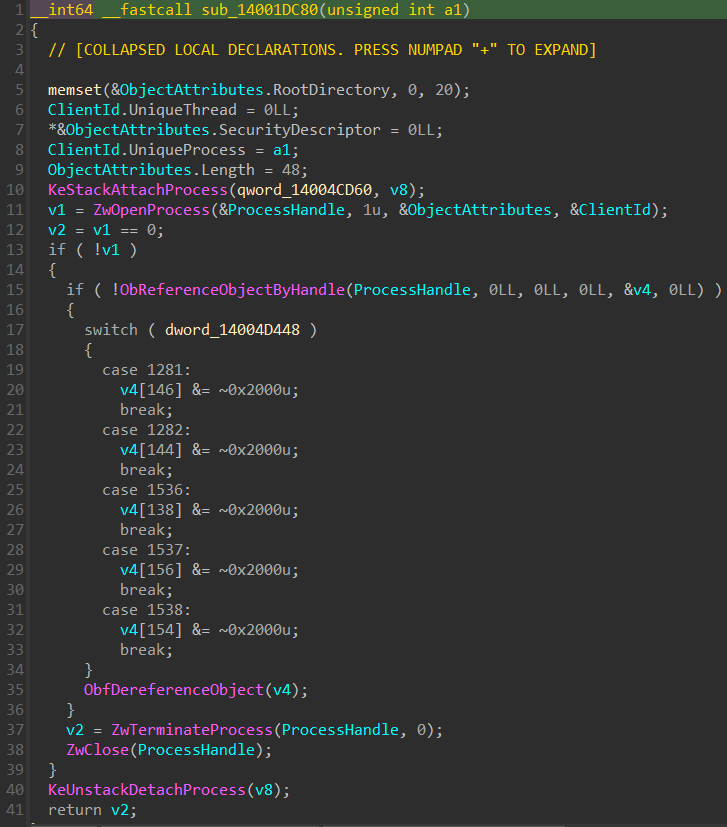 1 __int64 __fastcall sub_14001DC80(unsigned int a1)
2 {
3 // [COLLAPSED LOCAL DECLARATIONS. PRESS NUMPAD "+" TO EXPAND]
4
5 memset(&ObjectAttributes.RootDirectory, 0, 20);
6 ClientId.UniqueThread = 0LL;
7 *&ObjectAttributes.SecurityDescriptor = 0LL;
8 ClientId.UniqueProcess = a1;
9 ObjectAttributes.Length = 48;
10 KeStackAttachProcess(qword_14004CD60, v8);
11 v1 = ZwOpenProcess(&ProcessHandle, 1u, &ObjectAttributes, &ClientId);
12 v2 = v1 == 0;
13 if ( !v1 )
14 {
15 if ( !ObReferenceObjectByHandle(ProcessHandle, 0LL, 0LL, 0LL, &v4, 0LL) )
16 {
17 switch ( dword_14004D448 )
18 {
19 case 1281:
20 v4[146] &= ~0x2000u;
21 break;
22 case 1282:
23 v4[144] &= ~0x2000u;
24 break;
25 case 1536:
26 v4[138] &= ~0x2000u;
27 break;
28 case 1537:
29 v4[156] &= ~0x2000u;
30 break;
31 case 1538:
32 v4[154] &= ~0x2000u;
33 break;
34 }
35 ObfDereferenceObject(v4);
36 }
37 v2 = ZwTerminateProcess(ProcessHandle, 0);
38 ZwClose(ProcessHandle);
39 }
40 KeUnstackDetachProcess(v8);
41 return v2;